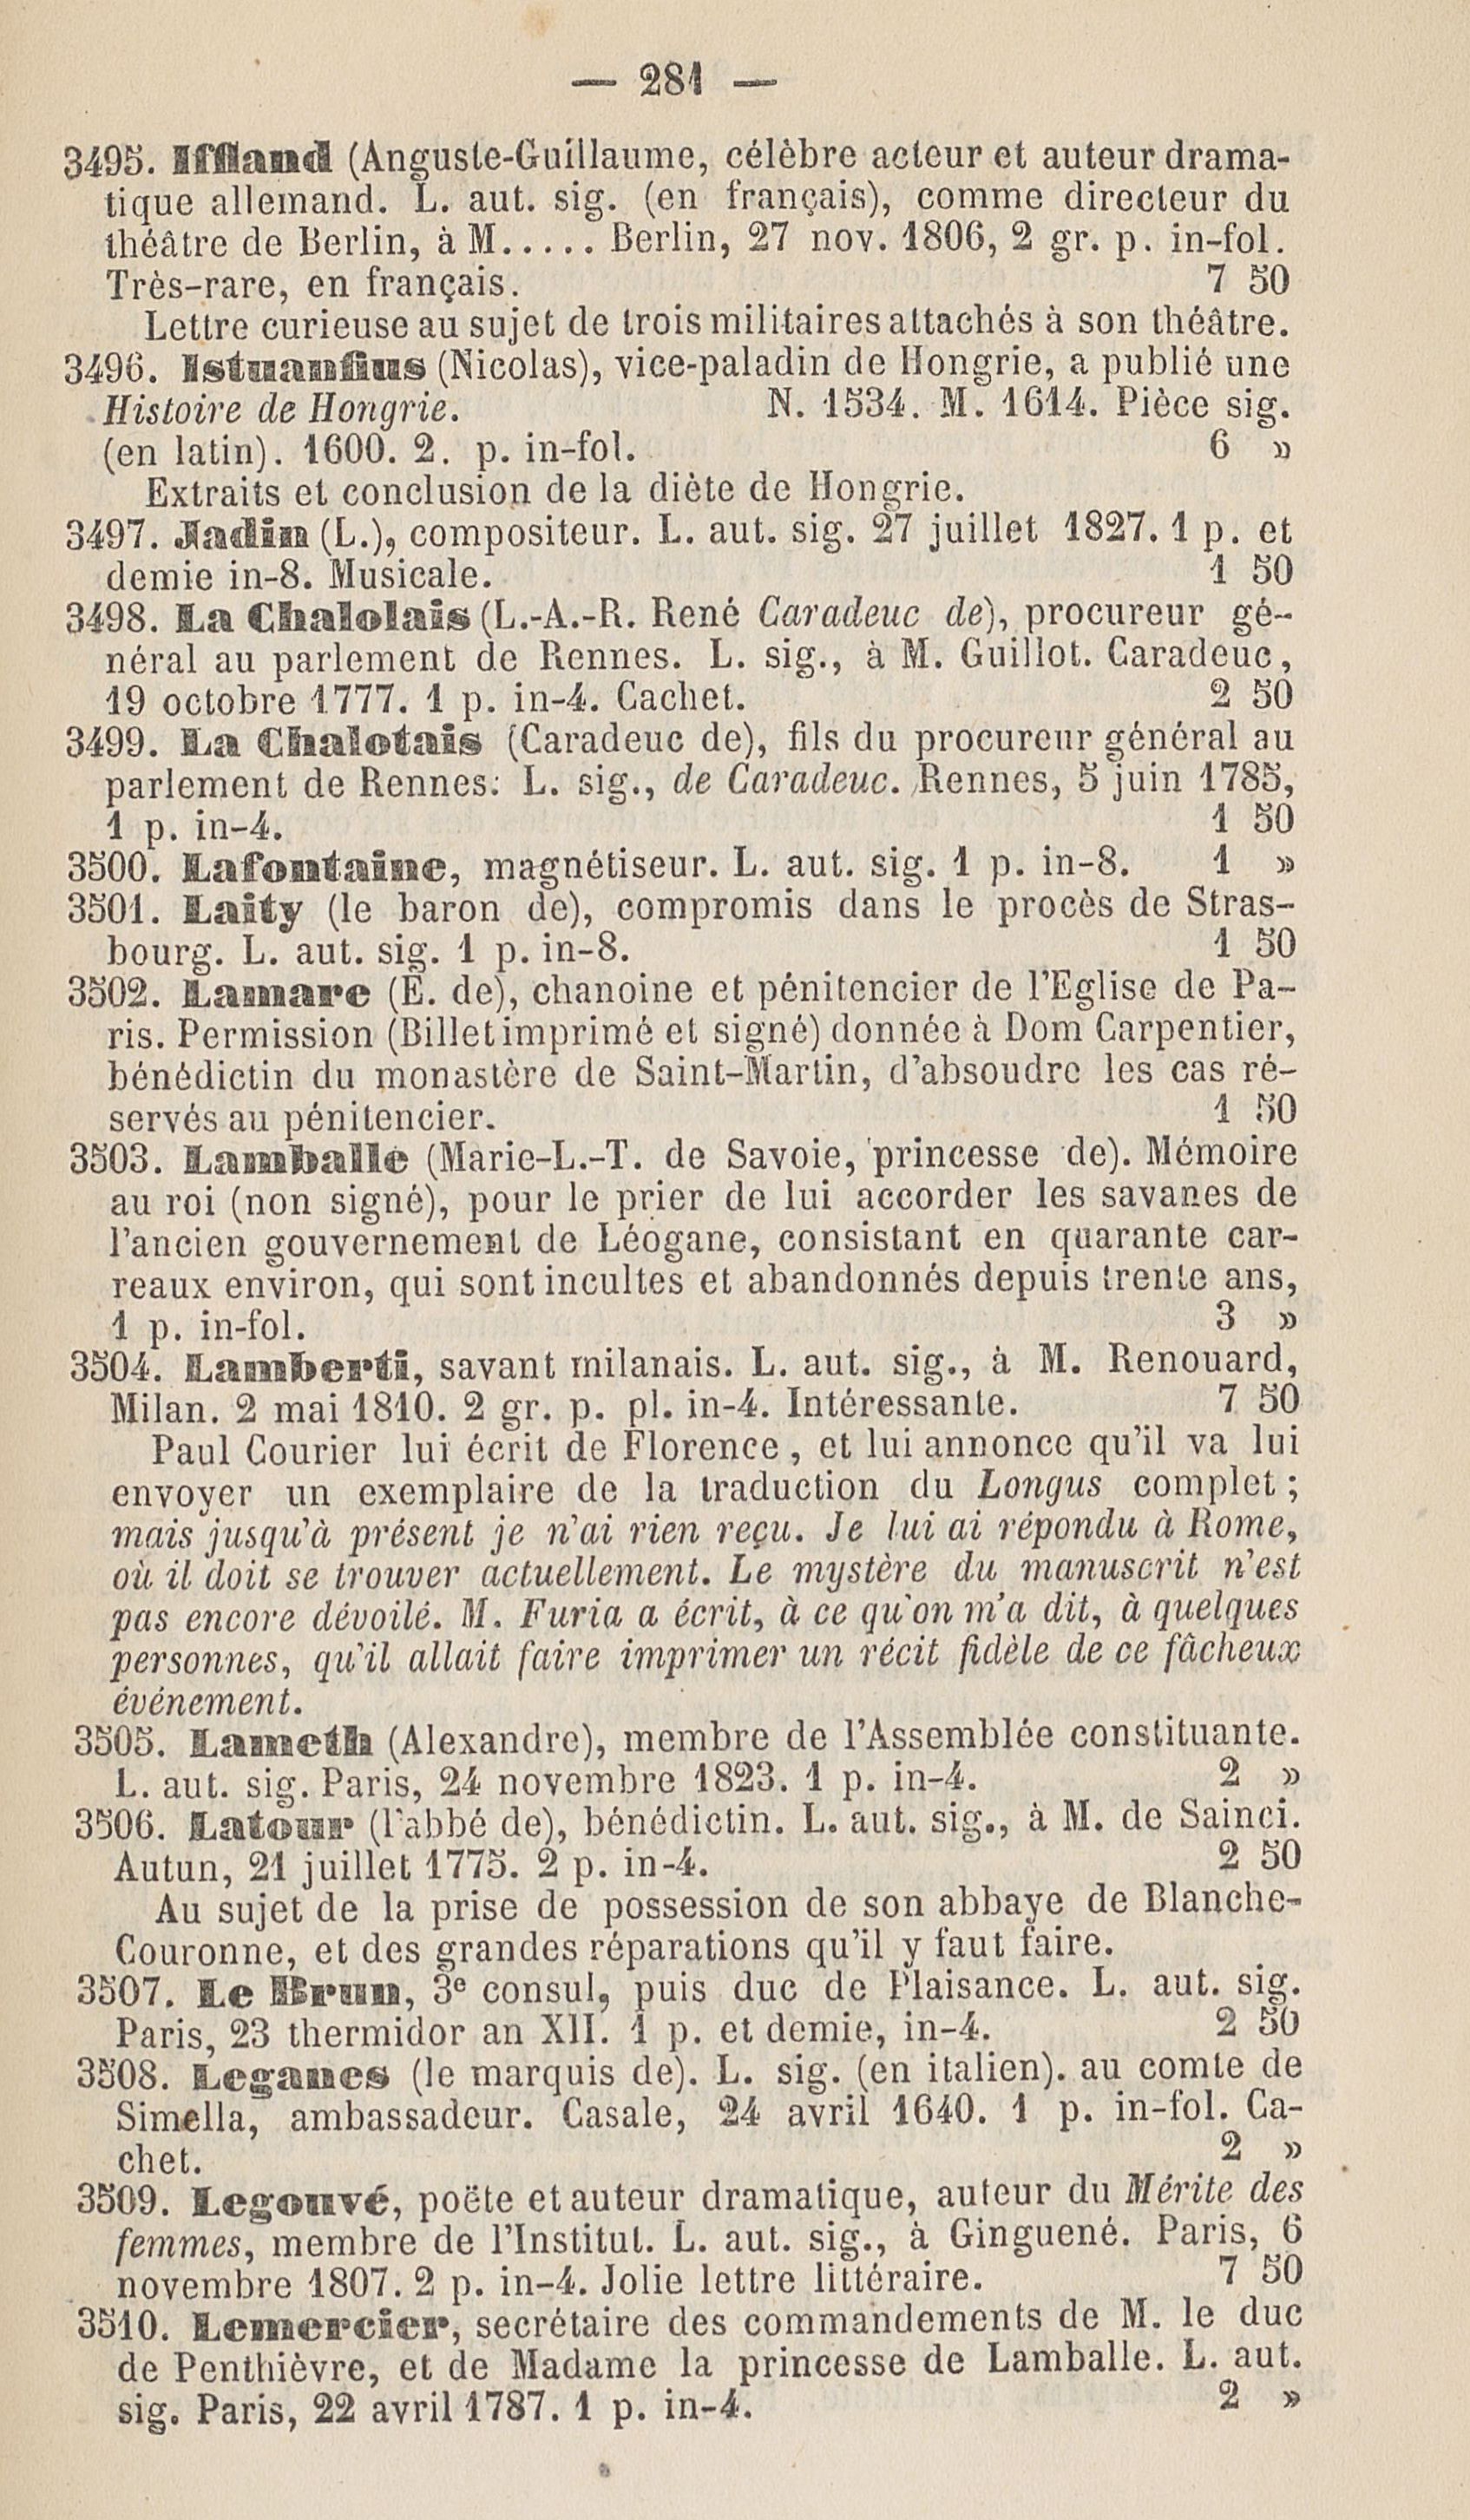 — 281 —
3495. Iffland (Anguste-Guillaume, célèbre acteur et auteur drama-
tique allemand. L. aut. sig. (en français), comme directeur du
théâtre de Berlin, à M..... Berlin, 27 nov. 1806, 2 gr. p. in-fol.
Très-rare, en français. 7 50
Lettre curieuse au sujet de trois militaires attachés à son théâtre.
3496. Istuanfius (Nicolas), vice-paladin de Hongrie, a publié une
Histoire de Hongrie. N. 1534. M. 1614. Pièce sig.
(en latin). 1600. 2. p. in-fol. 6 »
Extraits et conclusion de la diète de Hongrie.
3497. Jadin (L.), compositeur. L. aut. sig. 27 juillet 1827. 1 p. et
demie in-8. Musicale. 1 50
3498. La Chalolais (L.-A.-R. René Caradeuc de), procureur gé-
néral au parlement de Rennes. L. sig., à M. Guillot. Caradeuc,
19 octobre 1777. 1 p. in-4. Cachet. 2 50
3499. La Chalotais (Caradeuc de), fils du procureur général au
parlement de Rennes. L. sig., de Caradeuc. Rennes, 5 juin 1785,
1 p. in-4. 1 50
3500. Lafontaine, magnétiseur. L. aut. sig. 1 p. in-8. 1 »
3501. Laity (le baron de), compromis dans le procès de Stras-
bourg. L. aut. sig. 1 p. in-8. 1 50
3502. Lamare (E. de), chanoine et pénitencier de l'Eglise de Pa-
ris. Permission (Billet imprimé et signé) donnée à Dom Carpentier,
bénédictin du monastère de Saint-Martin, d'absoudre les cas ré-
servés au pénitencier. 1 50
3503. Lamballe (Marie-L.-T. de Savoie, princesse de). Mémoire
au roi (non signé), pour le prier de lui accorder les savanes de
l'ancien gouvernement de Léogane, consistant en quarante car-
reaux environ, qui sont incultes et abandonnés depuis trente ans,
1 p. in-fol. 3 »
3504. Lamberti, savant milanais. L. aut. sig., à M. Renouard,
Milan. 2 mai 1810. 2 gr. p. pl. in-4. Intéressante. 7 50
Paul Courier lui écrit de Florence, et lui annonce qu'il va lui
envoyer un exemplaire de la traduction du Longus complet;
mais jusqu'à présent je n'ai rien reçu. Je lui ai répondu à Rome,
où il doit se trouver actuellement. Le mystère du manuscrit n'est
pas encore dévoilé. M. Furia a écrit, à ce qu'on m'a dit, à quelques
personnes, qu'il allait faire imprimer un récit fidèle de ce fâcheux
événement.
3505. Lameth (Alexandre), membre de l'Assemblée constituante.
L. aut. sig. Paris, 24 novembre 1823. 1 p. in-4. 2 »
3506. Latour (l'abbé de), bénédictin. L. aut. sig., à M. de Sainci.
Autun, 21 juillet 1775. 2 p. in-4. 2 50
Au sujet de la prise de possession de son abbaye de Blanche-
Couronne, et des grandes réparations qu'il y faut faire.
3507. Le Brun, 3e consul, puis duc de Plaisance. L. aut. sig.
Paris, 23 thermidor an XII. 1 p. et demie, in-4. 2 50
3508. Leganes (le marquis de). L. sig. (en italien). au comte de
Simella, ambassadeur. Casale, 24 avril 1640. 1 p. in-fol. Ca-
chet. 2 »
3509. Legouvé, poëte et auteur dramatique, auteur du Mérite des
femmes, membre de l'Institut. L. aut. sig., à Ginguené. Paris, 6
novembre 1807. 2 p. in-4. Jolie lettre littéraire. 7 50
3510. Lemercier, secrétaire des commandements de M. le duc
de Penthièvre, et de Madame la princesse de Lamballe. L. aut.
sig. Paris, 22 avril 1787. 1 p. in-4. 2 »